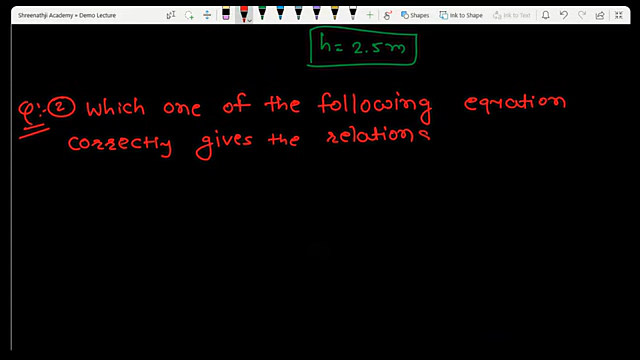 Shreenathji Academy • Demo Lecture
Shapes Ink to Shape Ink to Text
h = 2.5m
Q:- 2 Which one of the following equation
correctly gives the relations